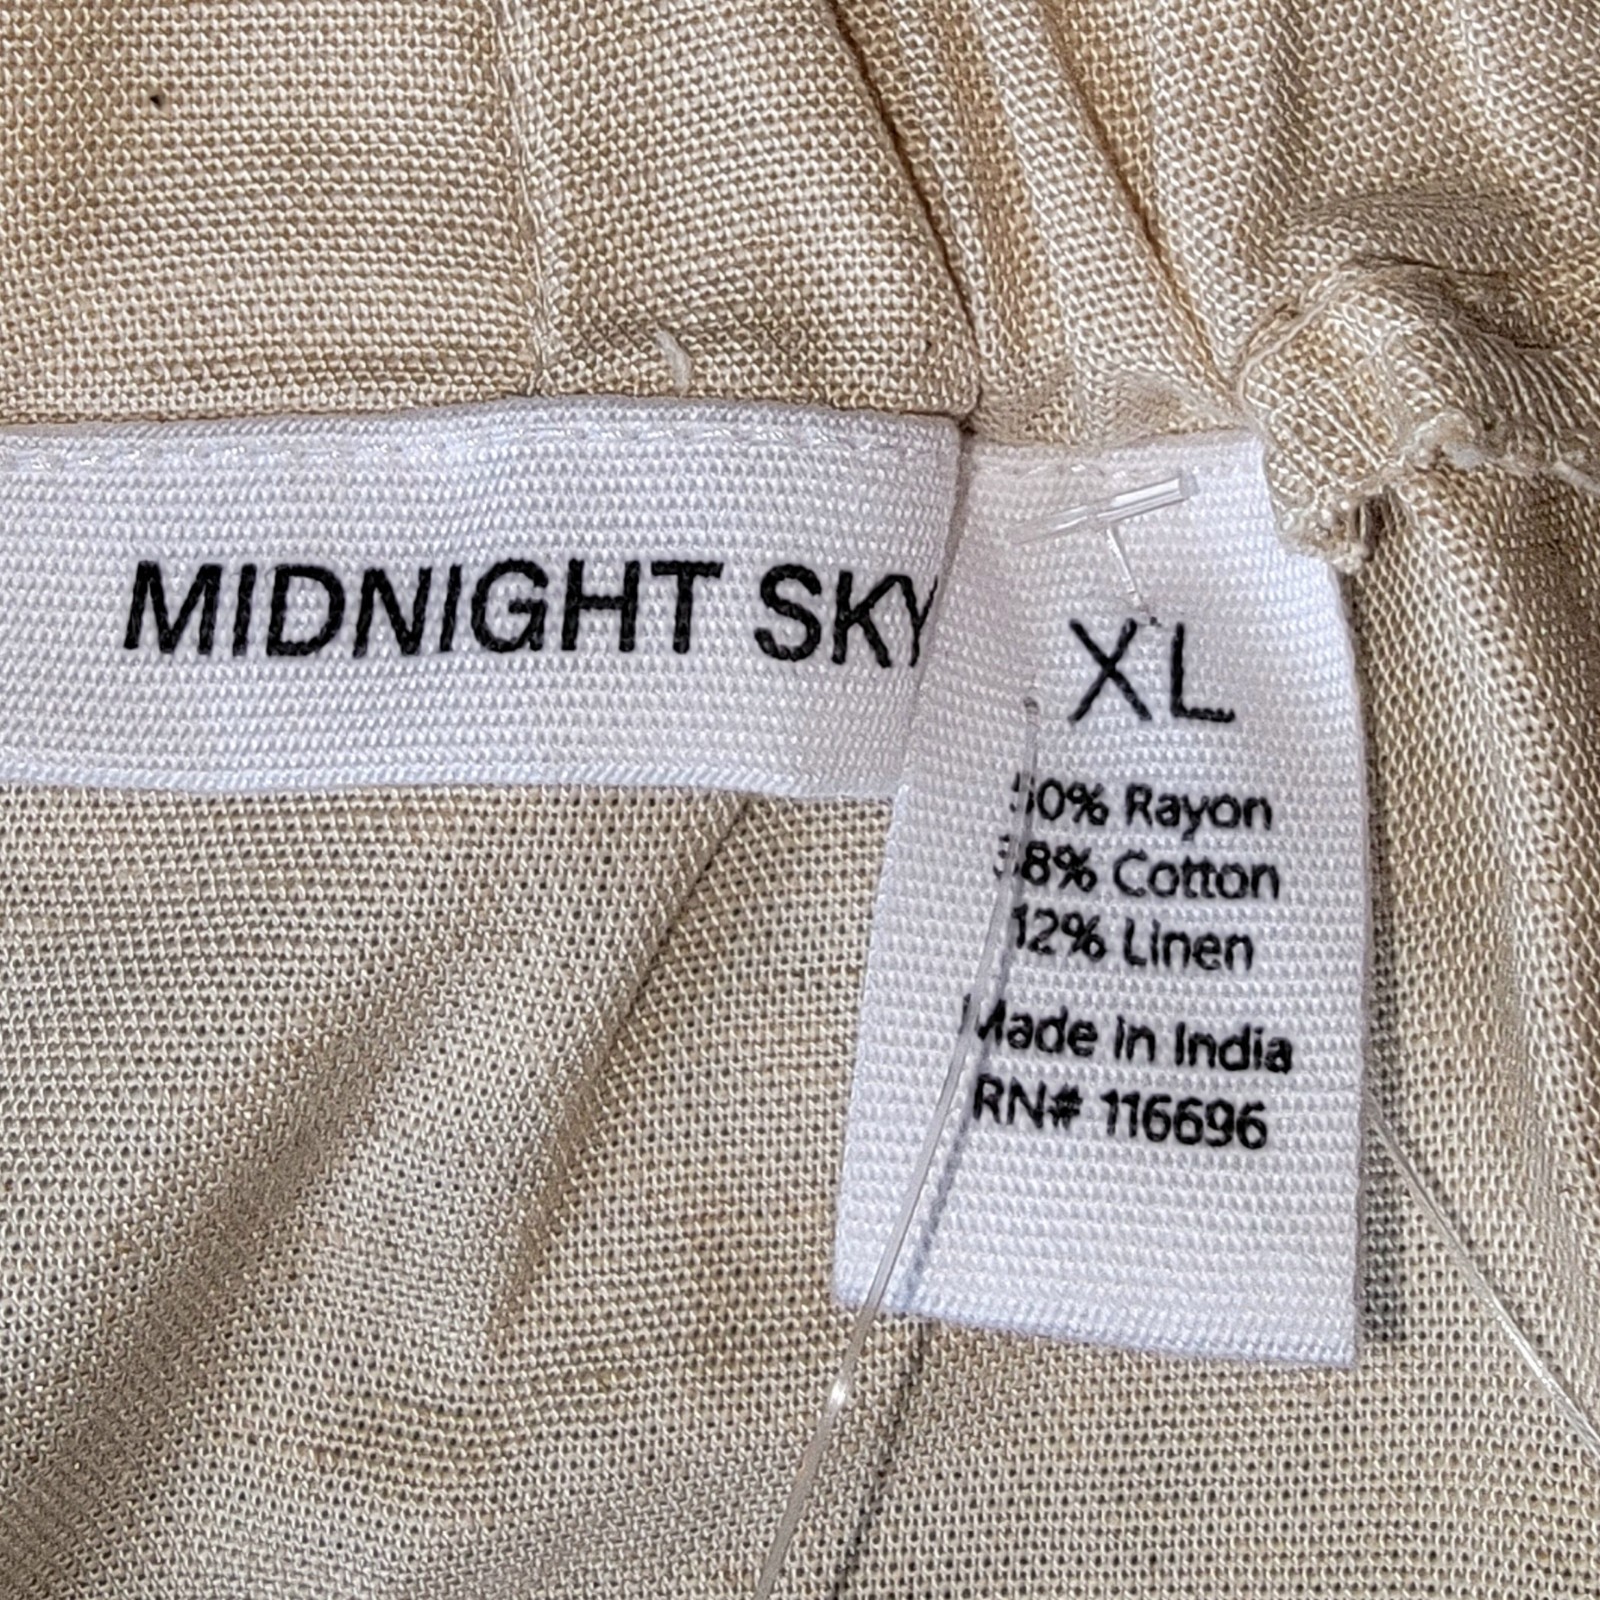 MIDNIGHT SKY
XL
50% Rayon
38% Cotton
12% Linen
Made in India
RN# 116696